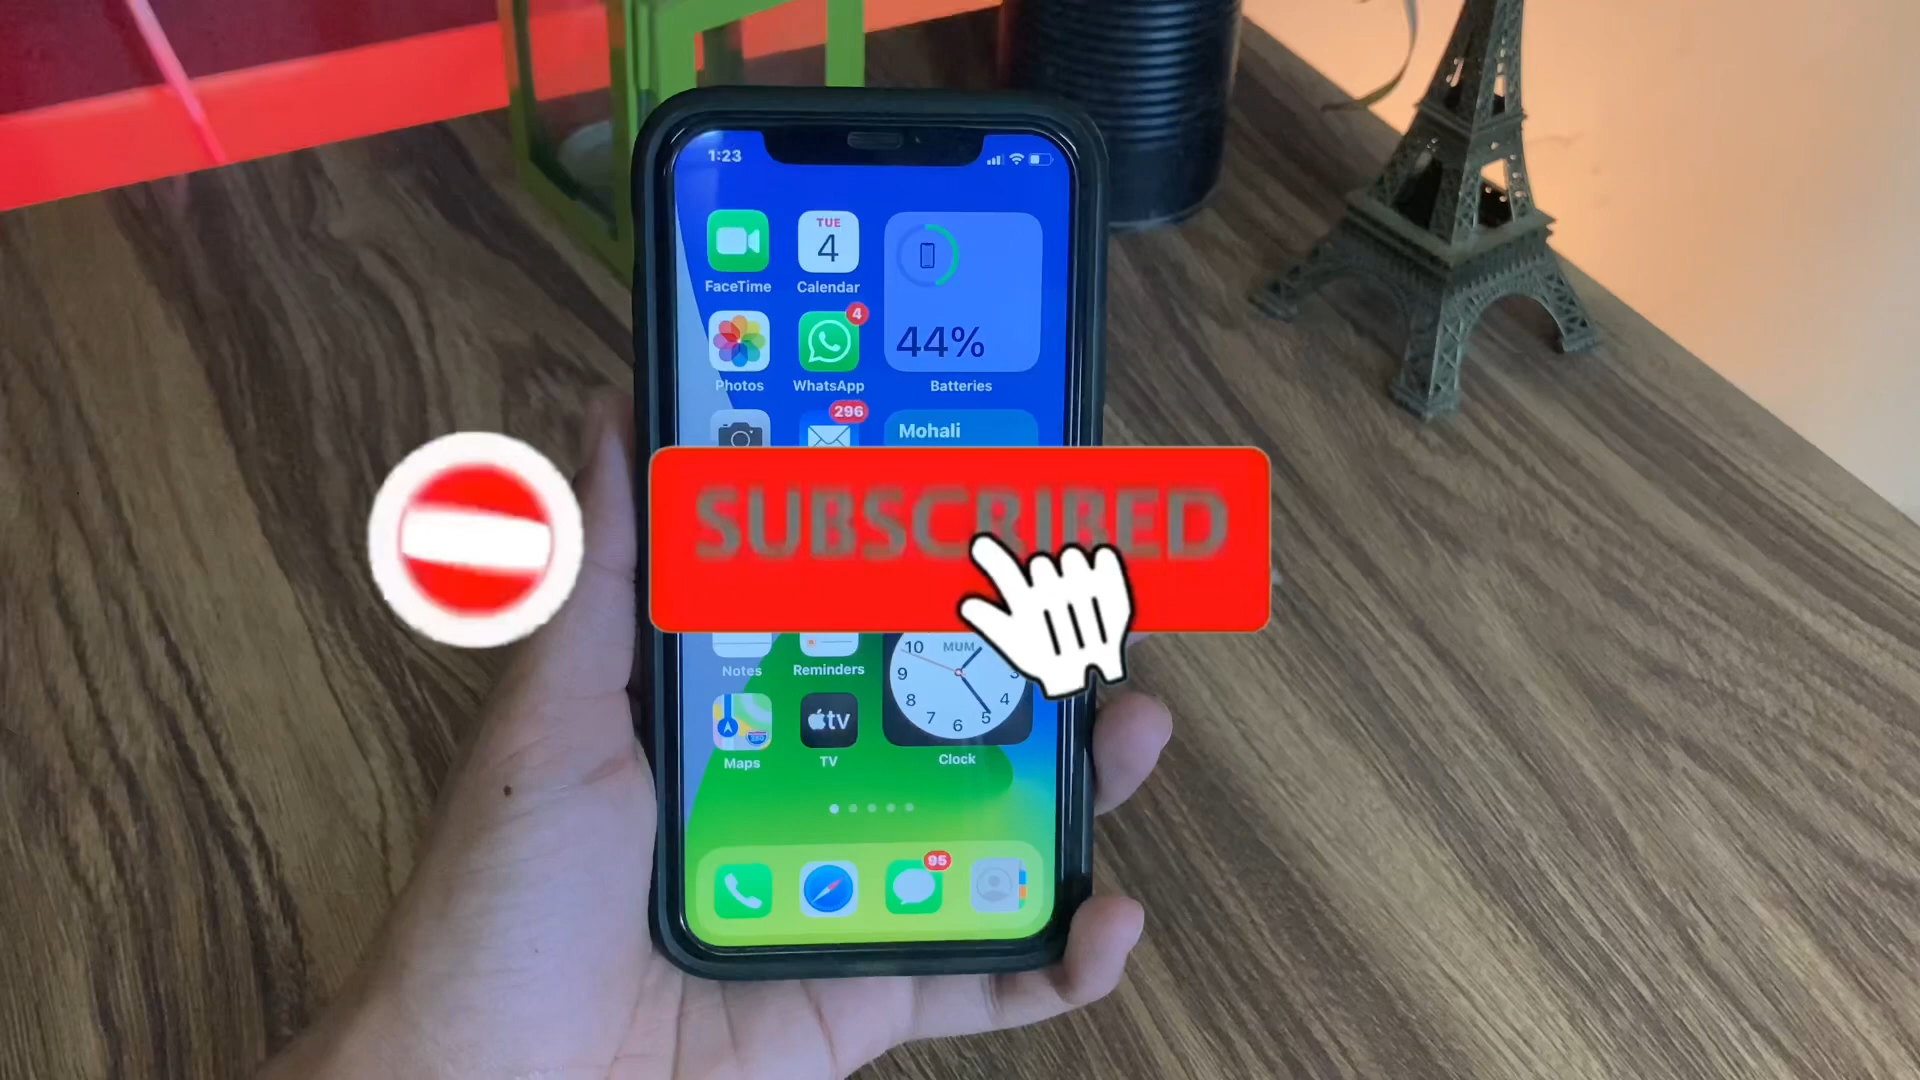 1:23
TUE
4
FaceTime
Calendar
4
44%
Photos
WhatsApp
Batteries
296
Mohali
SUBSCRIBED
Notes
Reminders
10
MUM
9
3
8
4
7
6
5
tv
Maps
TV
Clock
95